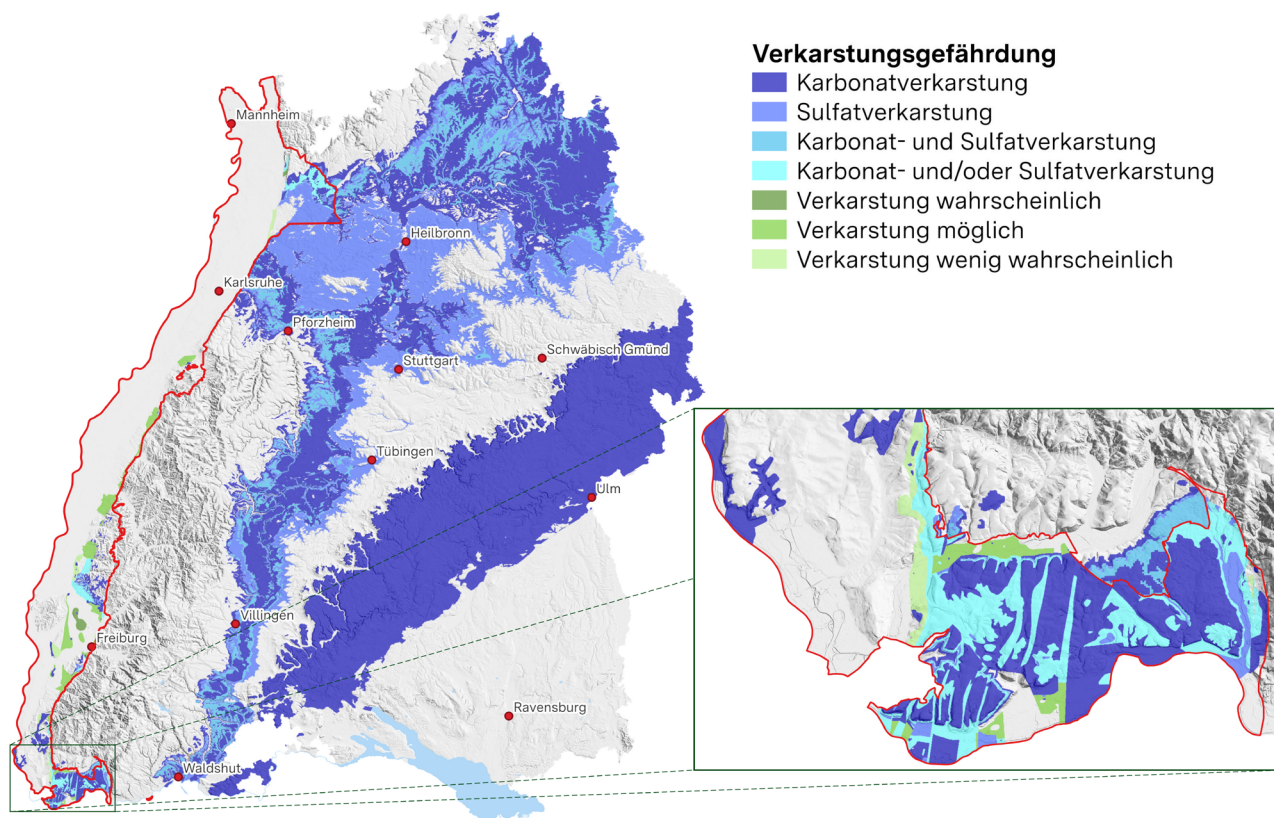 Verkarstungsgefährdung
Karbonatverkarstung
Sulfatverkarstung
Karbonat- und Sulfatverkarstung
Karbonat- und/oder Sulfatverkarstung
Verkarstung wahrscheinlich
Verkarstung möglich
Verkarstung wenig wahrscheinlich
Mannheim
Heilbronn
Karlsruhe
Pforzheim
Schwäbisch Gmünd
Stuttgart
Tübingen
Ulm
Villingen
Freiburg
Ravensburg
Waldshut